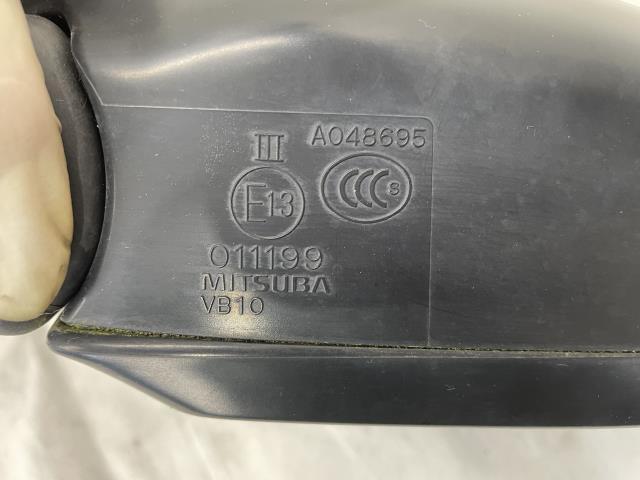 III A048695
E13 CCC S
011199
MITSUBA
VB10